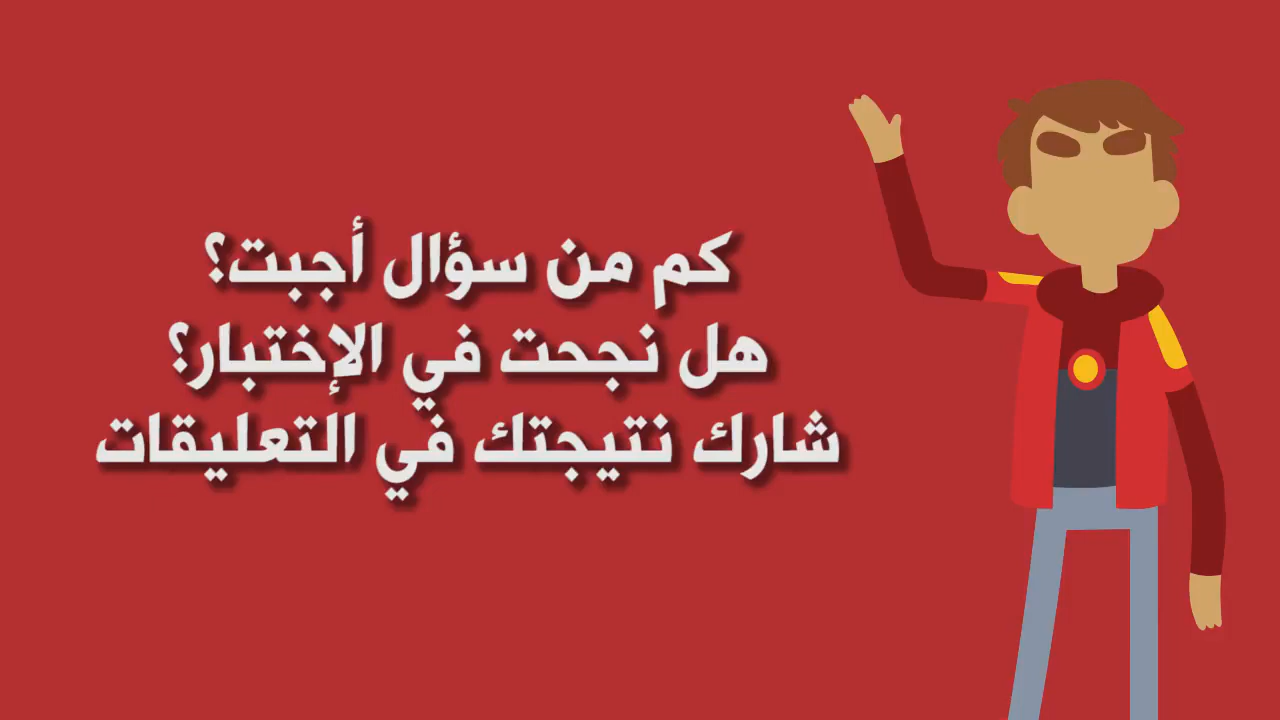 كم من سؤال أجبت؟
هل نجحت في الإختبار؟
شارك نتيجتك في التعليقات